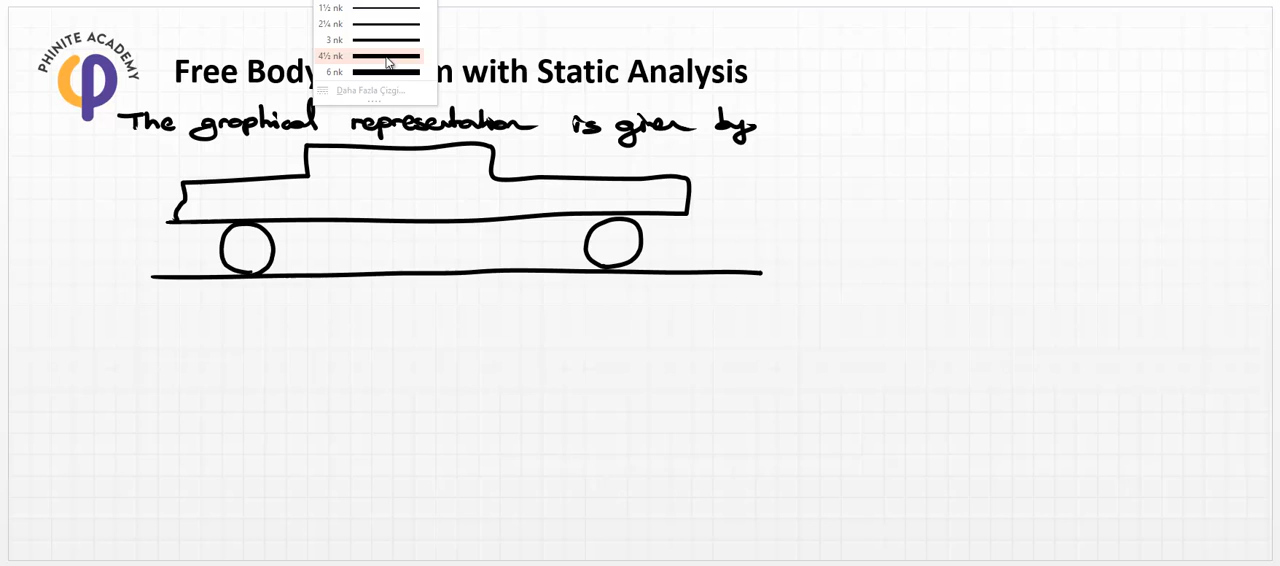 1½ nk
2¼ nk
3 nk
4½ nk
6 nk
Daha Fazla Çizgi...
PHINITE ACADEMY
Free Body m with Static Analysis
The graphical representation is given by